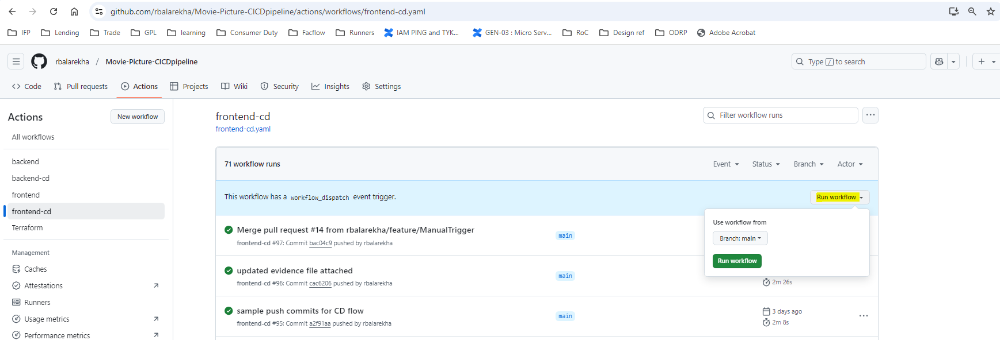 github.com/rbalarekha/Movie-Picture-CICDpipeline/actions/workflows/frontend-cd.yaml
IFP Lending Trade GPL learning Consumer Duty Facflow Runners IAM PING and TYK... GEN-03 : Micro Serv... RoC Design ref ODRP Adobe Acrobat
rbalarekha / Movie-Picture-CICDpipeline
Type / to search
Code Pull requests Actions Projects Wiki Security Insights Settings
Actions
New workflow
All workflows
backend
backend-cd
frontend
frontend-cd
Terraform
Management
Caches
Attestations
Runners
Usage metrics
Performance metrics
frontend-cd
frontend-cd.yaml
Filter workflow runs
71 workflow runs
Event Status Branch Actor
This workflow has a workflow_dispatch event trigger.
Run workflow
Use workflow from
Branch: main
Run workflow
Merge pull request #14 from rbalarekha/feature/ManualTrigger
frontend-cd #97: Commit bac04c9 pushed by rbalarekha
main
updated evidence file attached
frontend-cd #96: Commit cac6206 pushed by rbalarekha
main
2m 26s
sample push commits for CD flow
frontend-cd #95: Commit a2f91aa pushed by rbalarekha
main
3 days ago
2m 8s